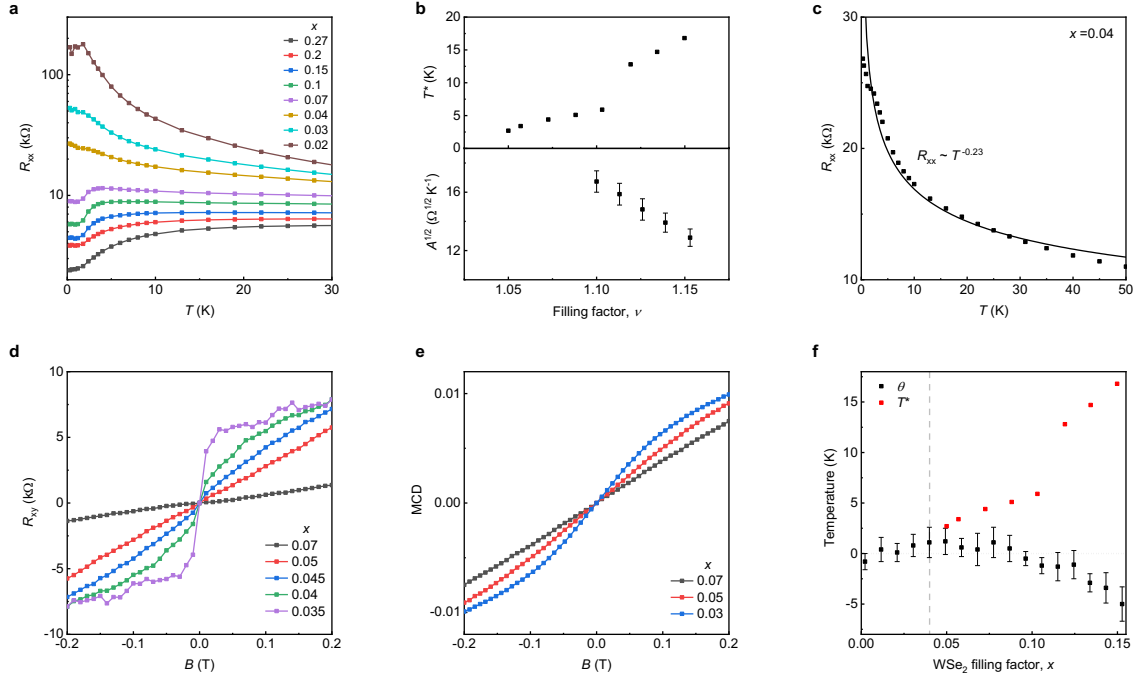 a
x
0.27
0.2
0.15
0.1
0.07
0.04
0.03
0.02
100
10
R_xx (kΩ)
0 10 20 30
T (K)
b
25
20
15
10
5
0
T* (K)
16
12
A^1/2 (Ω^1/2 K^-1)
1.05 1.10 1.15
Filling factor, ν
c
x = 0.04
30
20
10
R_xx (kΩ)
R_xx ~ T^-0.23
0 10 20 30 40 50
T (K)
d
10
5
0
-5
-10
R_xy (kΩ)
x
0.07
0.05
0.045
0.04
0.035
-0.2 -0.1 0.0 0.1 0.2
B (T)
e
0.01
0.00
-0.01
MCD
x
0.07
0.05
0.03
-0.2 -0.1 0.0 0.1 0.2
B (T)
f
θ
T*
15
10
5
0
-5
Temperature (K)
0.00 0.05 0.10 0.15
WSe₂ filling factor, x